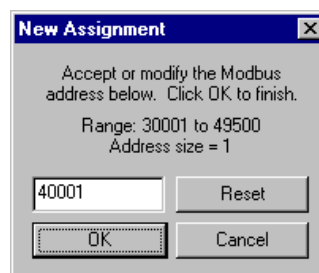 New Assignment
Accept or modify the Modbus
address below. Click OK to finish.
Range: 30001 to 49500
Address size = 1
40001
Reset
OK
Cancel